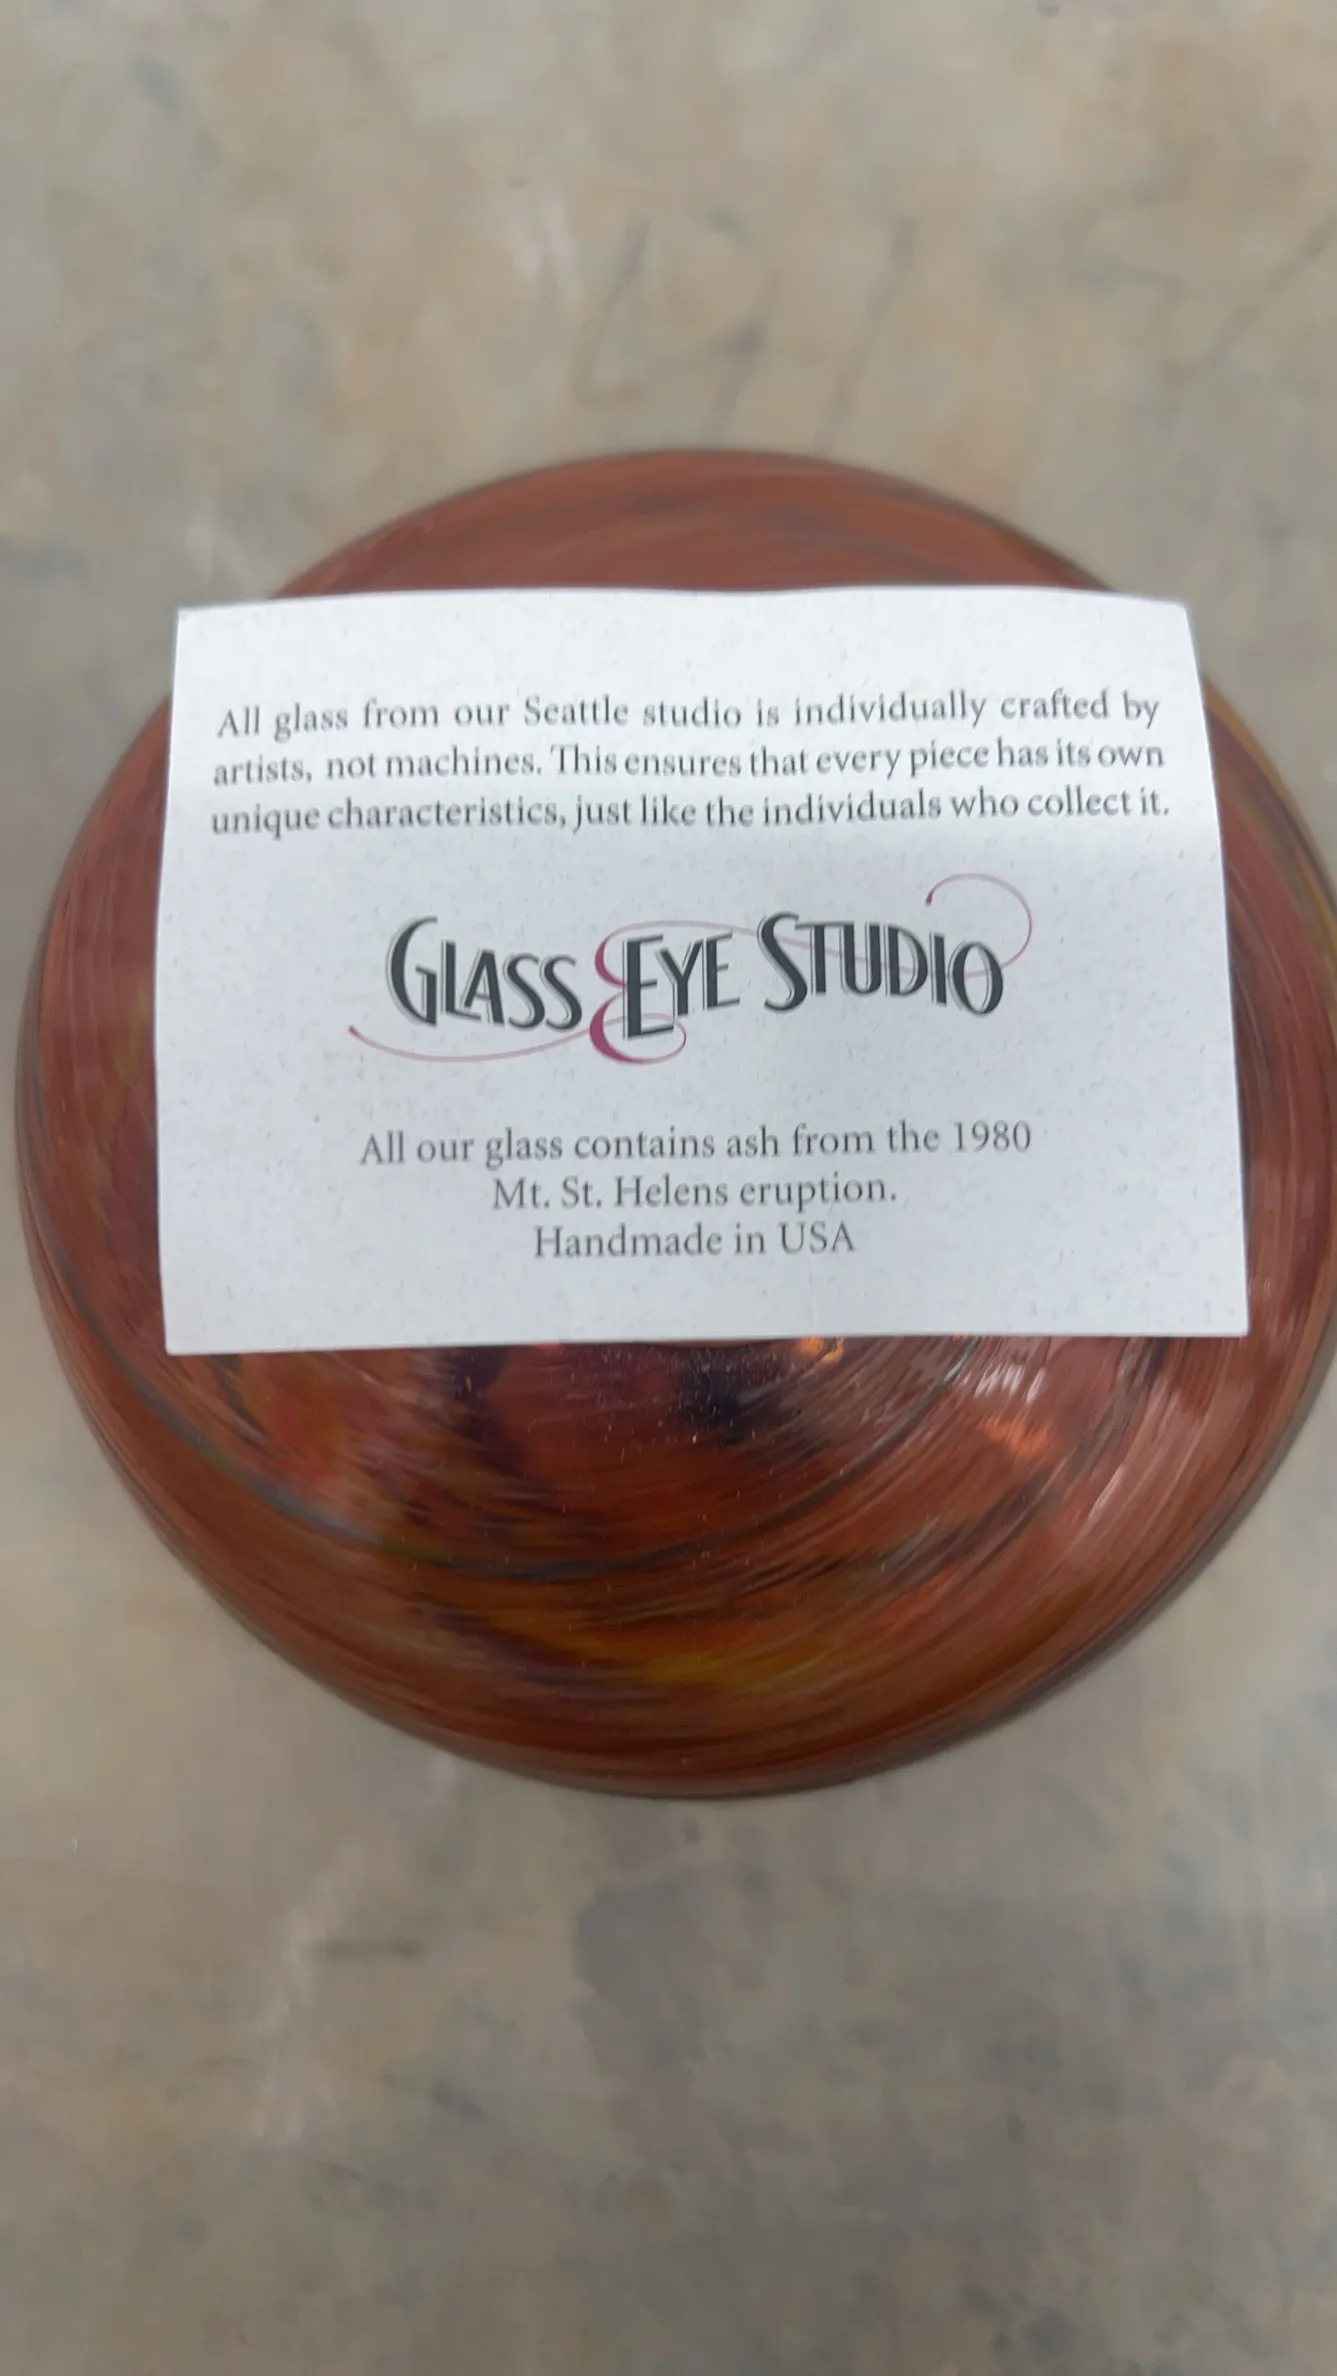 All glass from our Seattle studio is individually crafted by
artists, not machines. This ensures that every piece has its own
unique characteristics, just like the individuals who collect it.
GLASS EYE STUDIO
All our glass contains ash from the 1980
Mt. St. Helens eruption.
Handmade in USA